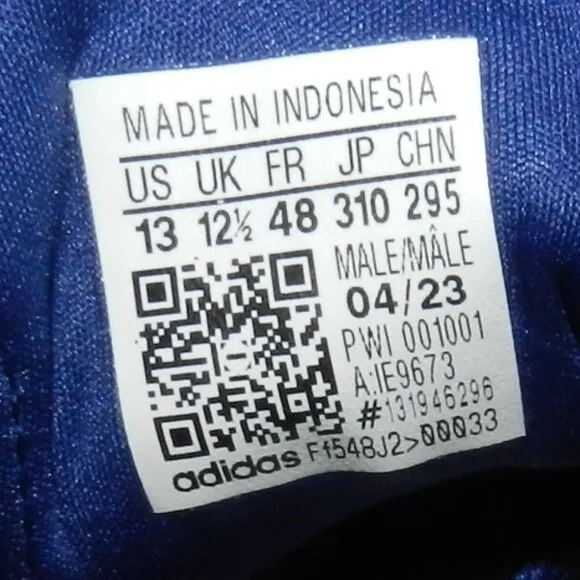 MADE IN INDONESIA
US UK FR JP CHN
13 12½ 48 310 295
MALE/MÂLE
04/23
PWI 001001
A:IE9673
#131946296
adidas F1548J2>00033